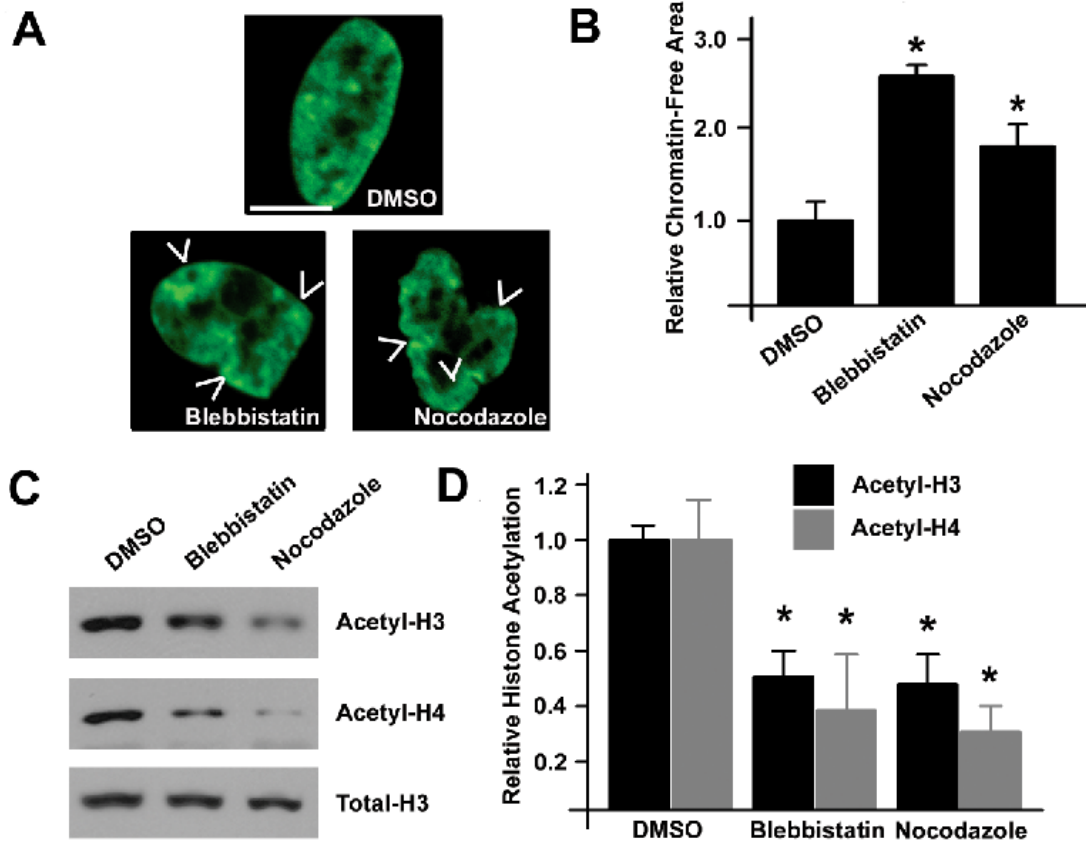 A
DMSO
Blebbistatin
Nocodazole
B
Relative Chromatin-Free Area
3.0
2.0
1.0
*
*
DMSO
Blebbistatin
Nocodazole
C
DMSO
Blebbistatin
Nocodazole
Acetyl-H3
Acetyl-H4
Total-H3
D
Relative Histone Acetylation
1.2
1.0
0.8
0.6
0.4
0.2
Acetyl-H3
Acetyl-H4
*
*
*
*
DMSO
Blebbistatin
Nocodazole